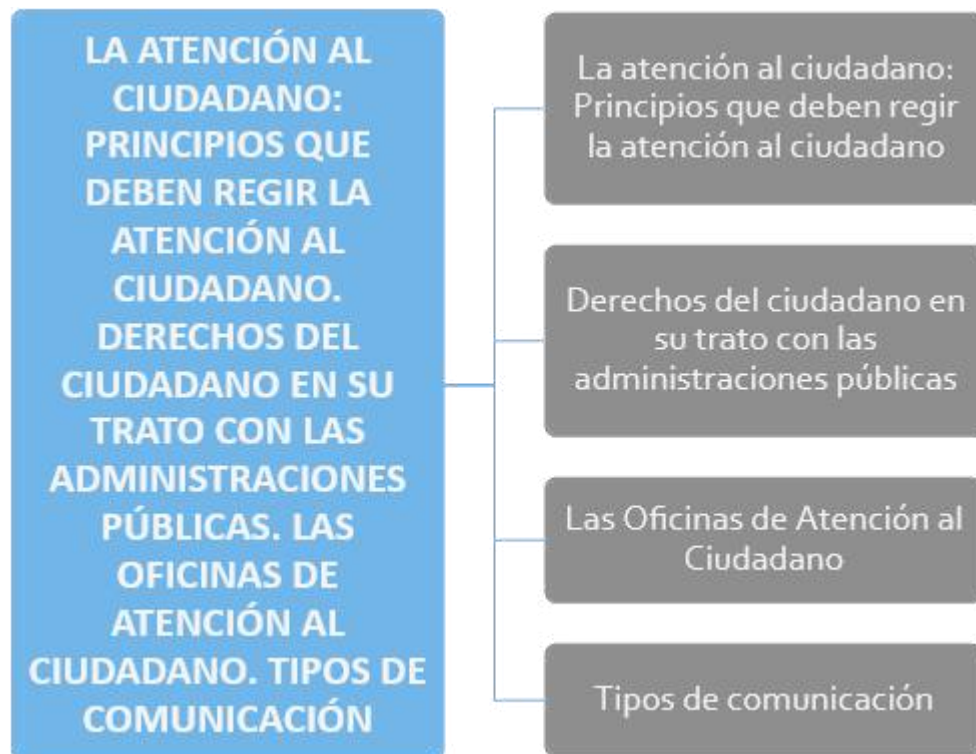 LA ATENCIÓN AL
CIUDADANO:
PRINCIPIOS QUE
DEBEN REGIR LA
ATENCIÓN AL
CIUDADANO.
DERECHOS DEL
CIUDADANO EN SU
TRATO CON LAS
ADMINISTRACIONES
PÚBLICAS. LAS
OFICINAS DE
ATENCIÓN AL
CIUDADANO. TIPOS DE
COMUNICACIÓN
La atención al ciudadano:
Principios que deben regir
la atención al ciudadano
Derechos del ciudadano en
su trato con las
administraciones públicas
Las Oficinas de Atención al
Ciudadano
Tipos de comunicación